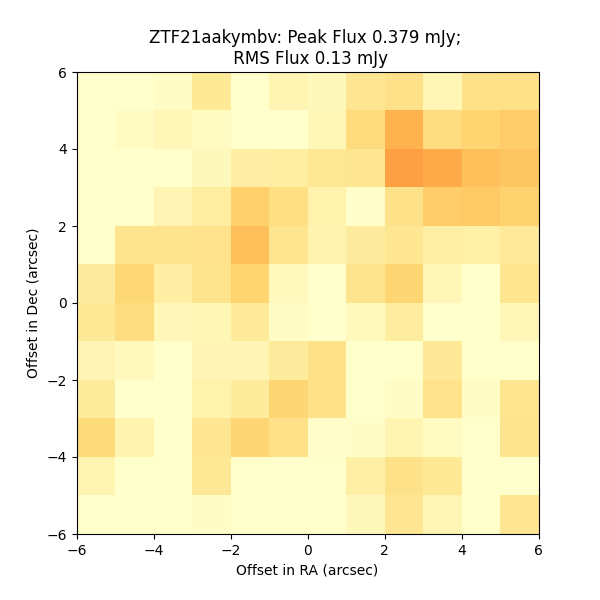 ZTF21aakymbv: Peak Flux 0.379 mJy;
RMS Flux 0.13 mJy
6
4
2
0
−2
−4
−6
Offset in Dec (arcsec)
−6 −4 −2 0 2 4 6
Offset in RA (arcsec)